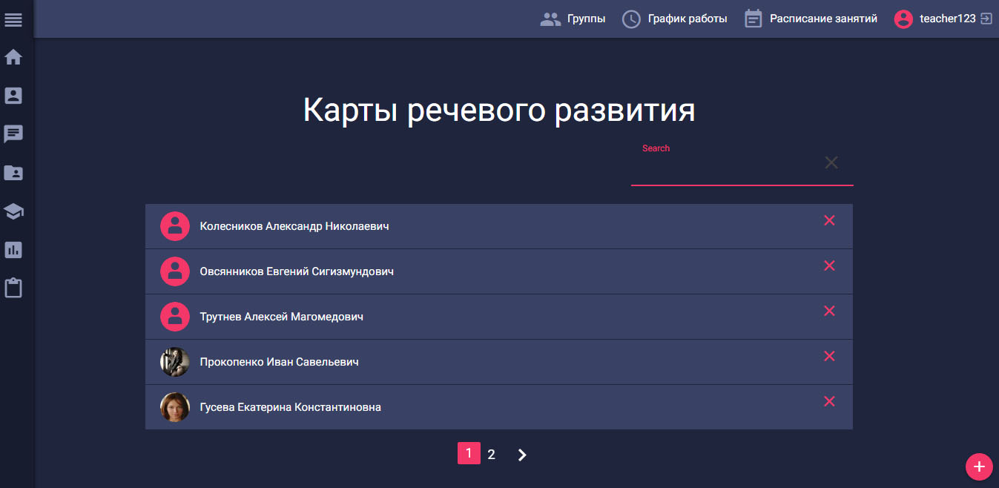 Группы График работы Расписание занятий teacher123
Карты речевого развития
Search
Колесников Александр Николаевич
Овсянников Евгений Сигизмундович
Трутнев Алексей Магомедович
Прокопенко Иван Савельевич
Гусева Екатерина Константиновна
1 2